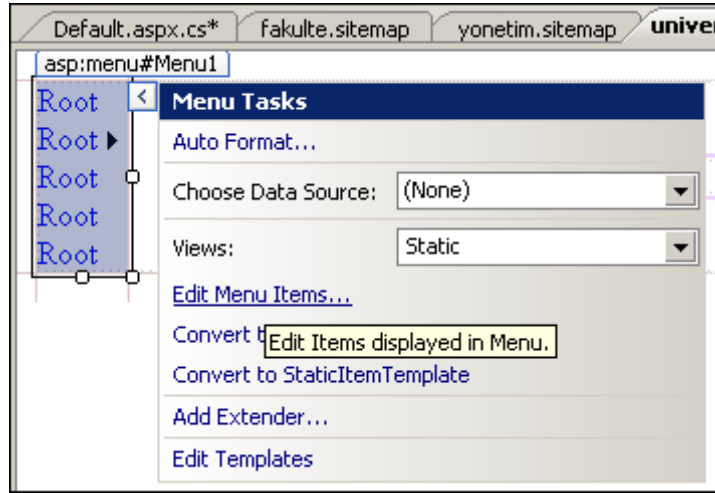 Default.aspx.cs* fakulte.sitemap yonetim.sitemap
asp:menu#Menu1
Root
Root
Root
Root
Root
Menu Tasks
Auto Format...
Choose Data Source: (None)
Views: Static
Edit Menu Items...
Convert
Edit Items displayed in Menu.
Convert to StaticItemTemplate
Add Extender...
Edit Templates